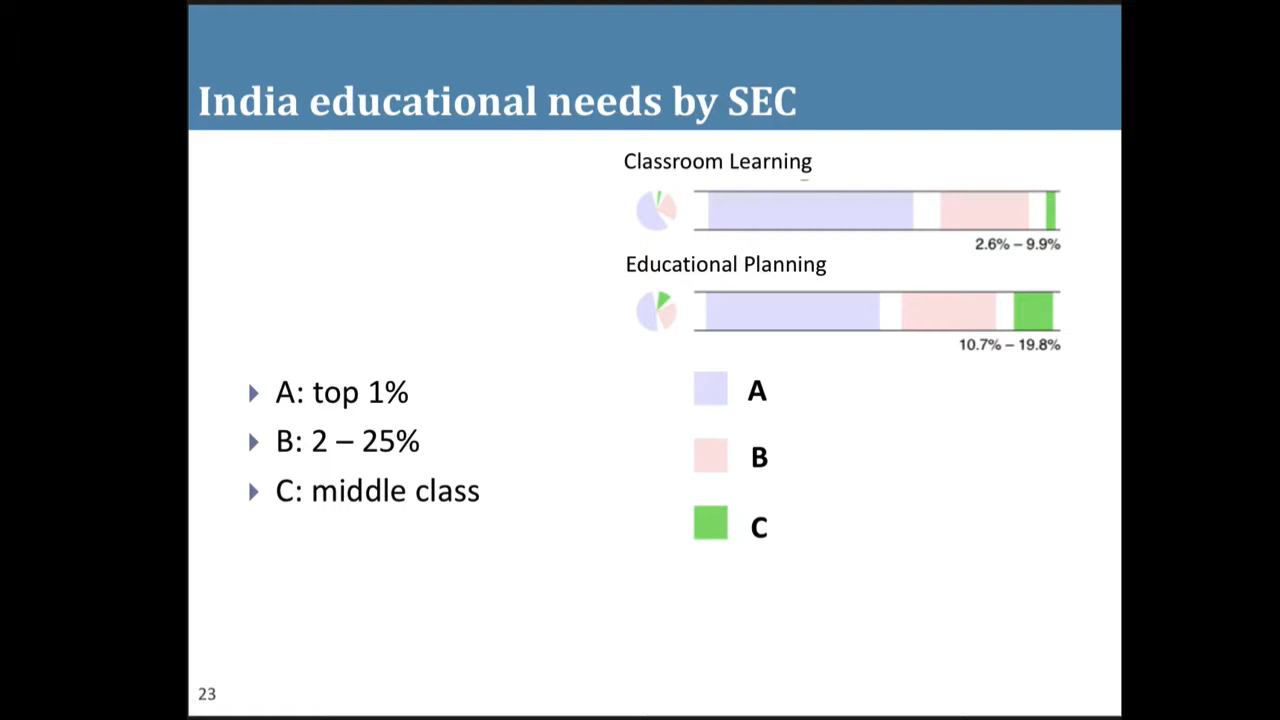 India educational needs by SEC
Classroom Learning
2.6% – 9.9%
Educational Planning
10.7% – 19.8%
A: top 1%
B: 2 – 25%
C: middle class
A
B
C
23